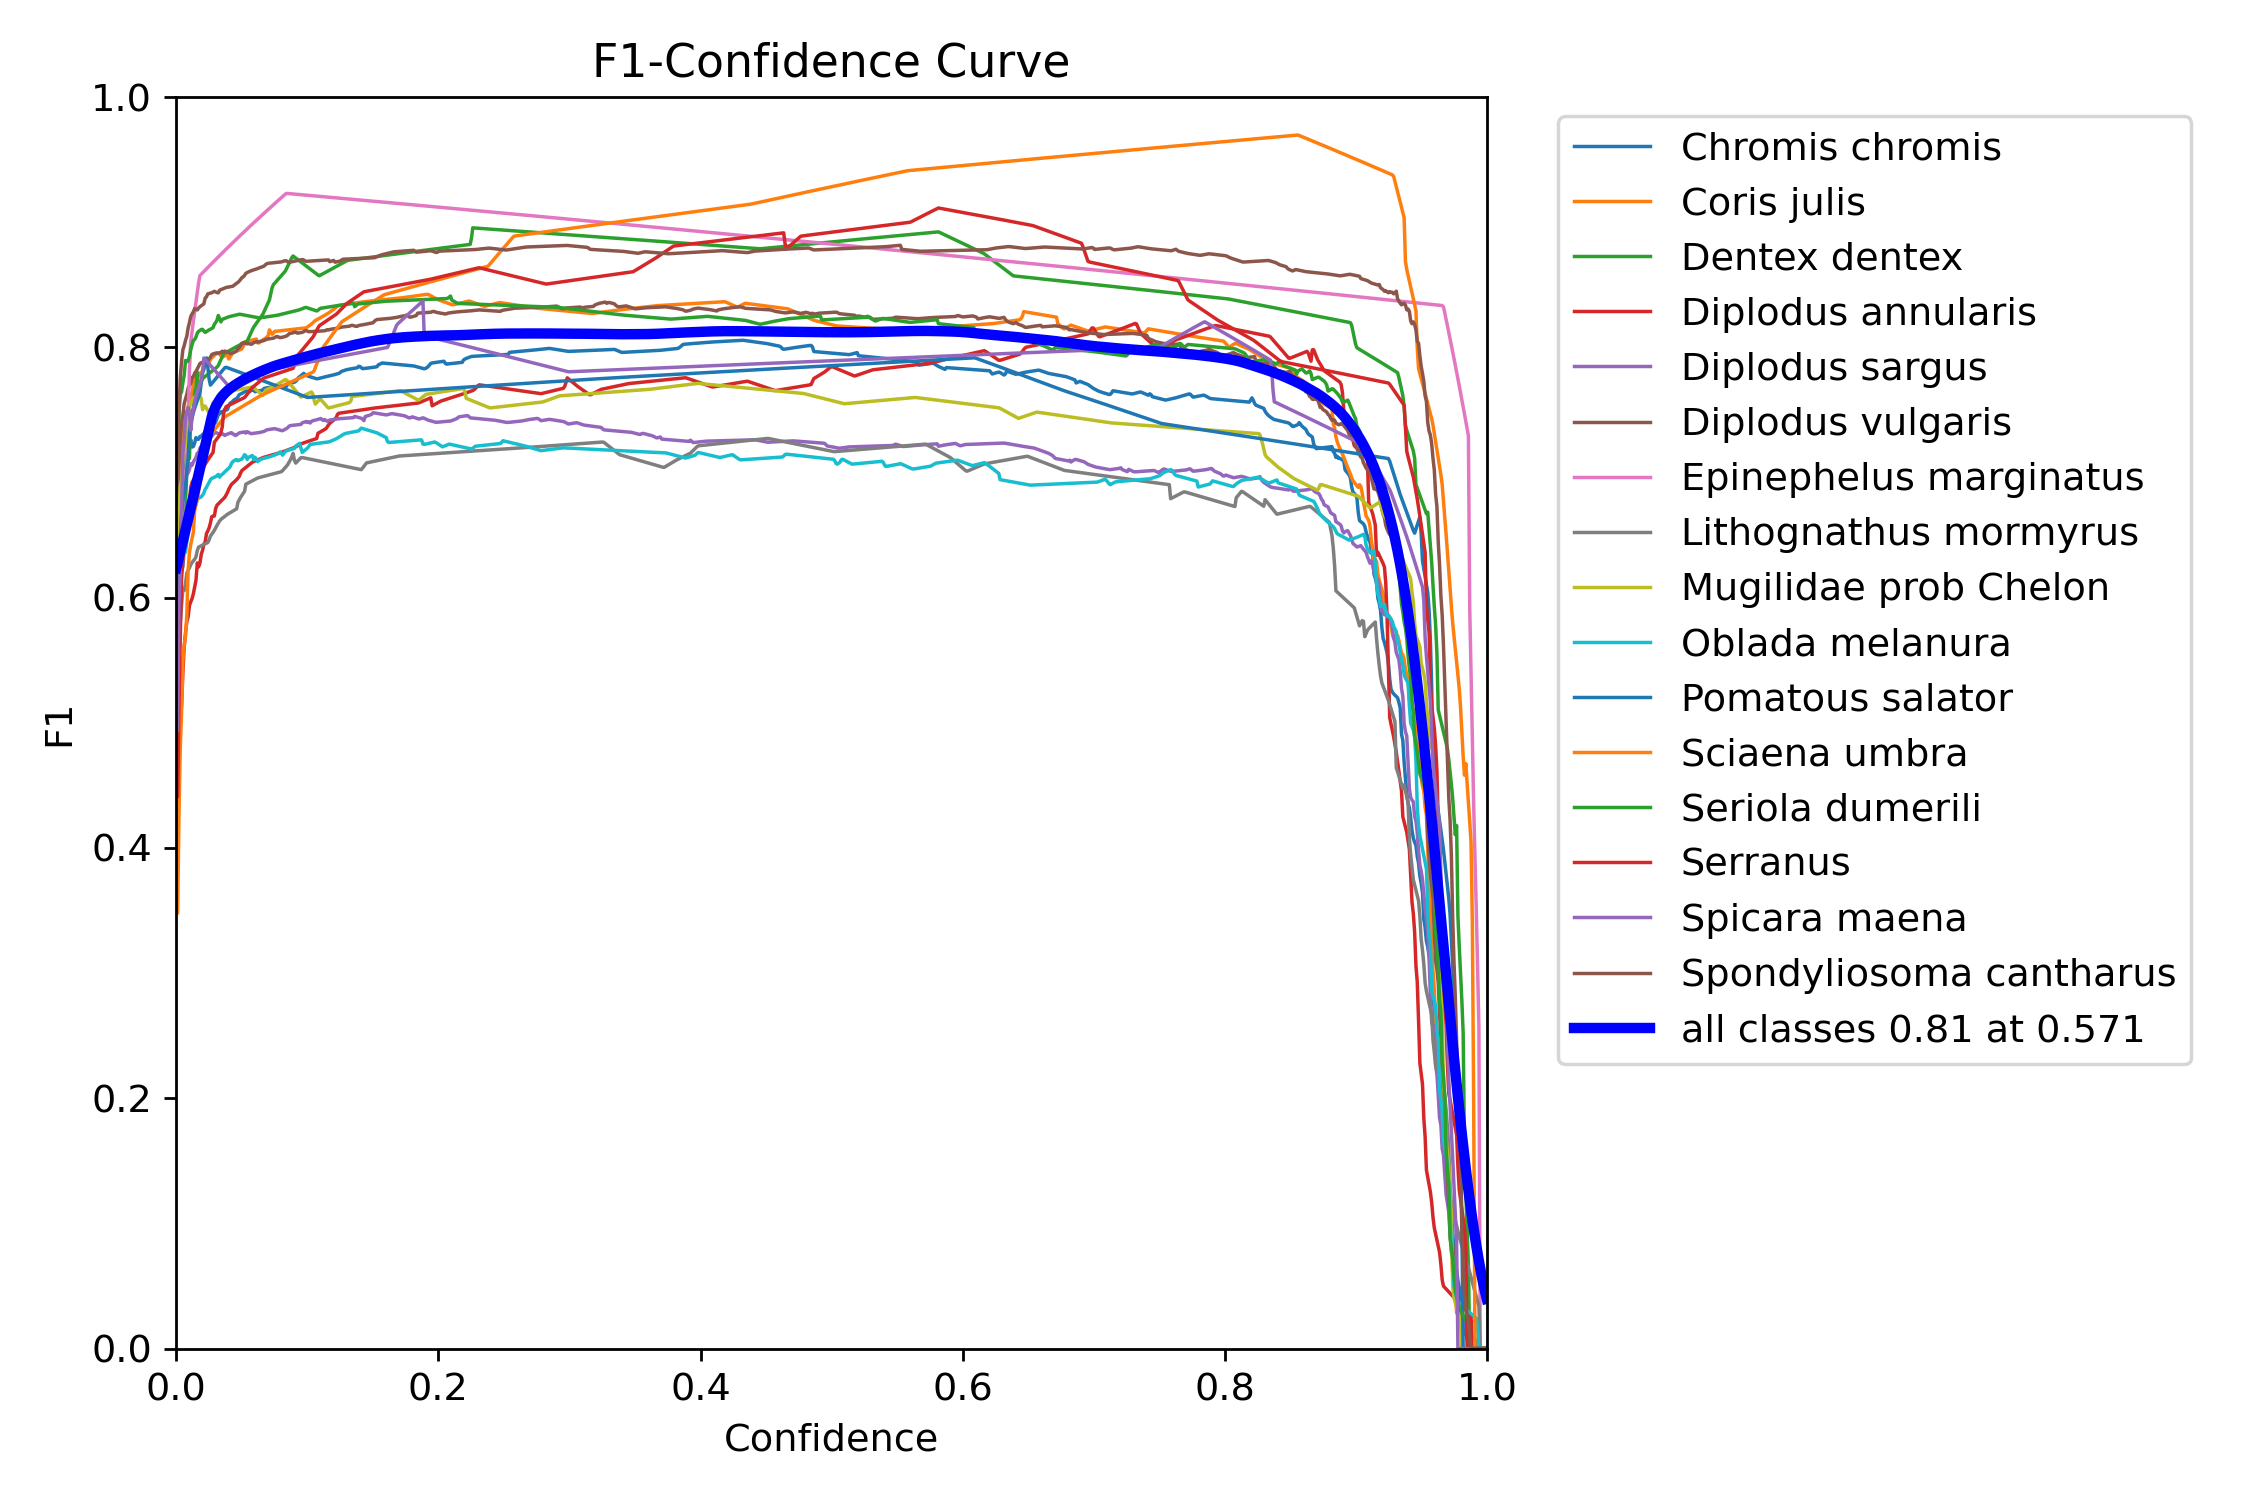 F1-Confidence Curve
1.0
0.8
0.6
0.4
0.2
0.0
F1
0.0 0.2 0.4 0.6 0.8 1.0
Confidence
Chromis chromis
Coris julis
Dentex dentex
Diplodus annularis
Diplodus sargus
Diplodus vulgaris
Epinephelus marginatus
Lithognathus mormyrus
Mugilidae prob Chelon
Oblada melanura
Pomatous salator
Sciaena umbra
Seriola dumerili
Serranus
Spicara maena
Spondyliosoma cantharus
all classes 0.81 at 0.571